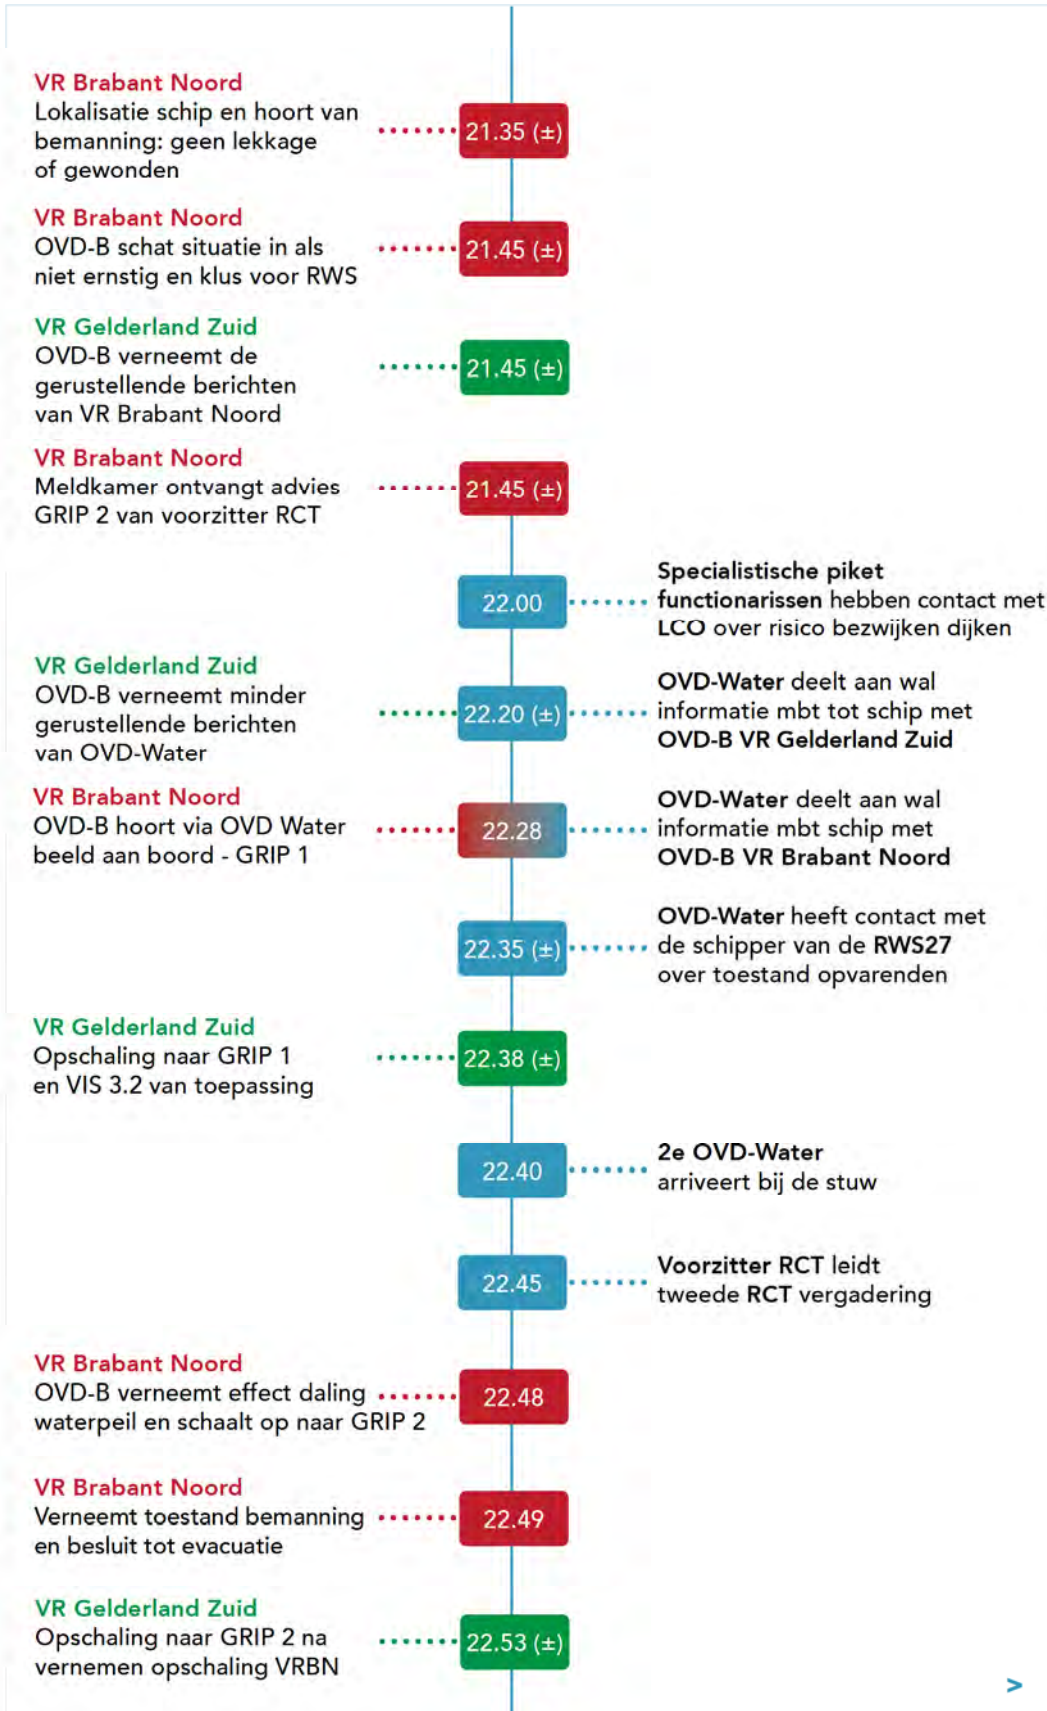 VR Brabant Noord
Lokalisatie schip en hoort van
bemanning: geen lekkage
of gewonden
21.35 (±)
VR Brabant Noord
OVD-B schat situatie in als
niet ernstig en klus voor RWS
21.45 (±)
VR Gelderland Zuid
OVD-B verneemt de
gerustellende berichten
van VR Brabant Noord
21.45 (±)
VR Brabant Noord
Meldkamer ontvangt advies
GRIP 2 van voorzitter RCT
21.45 (±)
22.00
Specialistische piket
functionarissen hebben contact met
LCO over risico bezwijken dijken
VR Gelderland Zuid
OVD-B verneemt minder
gerustellende berichten
van OVD-Water
22.20 (±)
OVD-Water deelt aan wal
informatie mbt tot schip met
OVD-B VR Gelderland Zuid
VR Brabant Noord
OVD-B hoort via OVD Water
beeld aan boord - GRIP 1
22.28
OVD-Water deelt aan wal
informatie mbt schip met
OVD-B VR Brabant Noord
22.35 (±)
OVD-Water heeft contact met
de schipper van de RWS27
over toestand opvarenden
VR Gelderland Zuid
Opschaling naar GRIP 1
en VIS 3.2 van toepassing
22.38 (±)
22.40
2e OVD-Water
arriveert bij de stuw
22.45
Voorzitter RCT leidt
tweede RCT vergadering
VR Brabant Noord
OVD-B verneemt effect daling
waterpeil en schaalt op naar GRIP 2
22.48
VR Brabant Noord
Verneemt toestand bemanning
en besluit tot evacuatie
22.49
VR Gelderland Zuid
Opschaling naar GRIP 2 na
vernemen opschaling VRBN
22.53 (±)
>